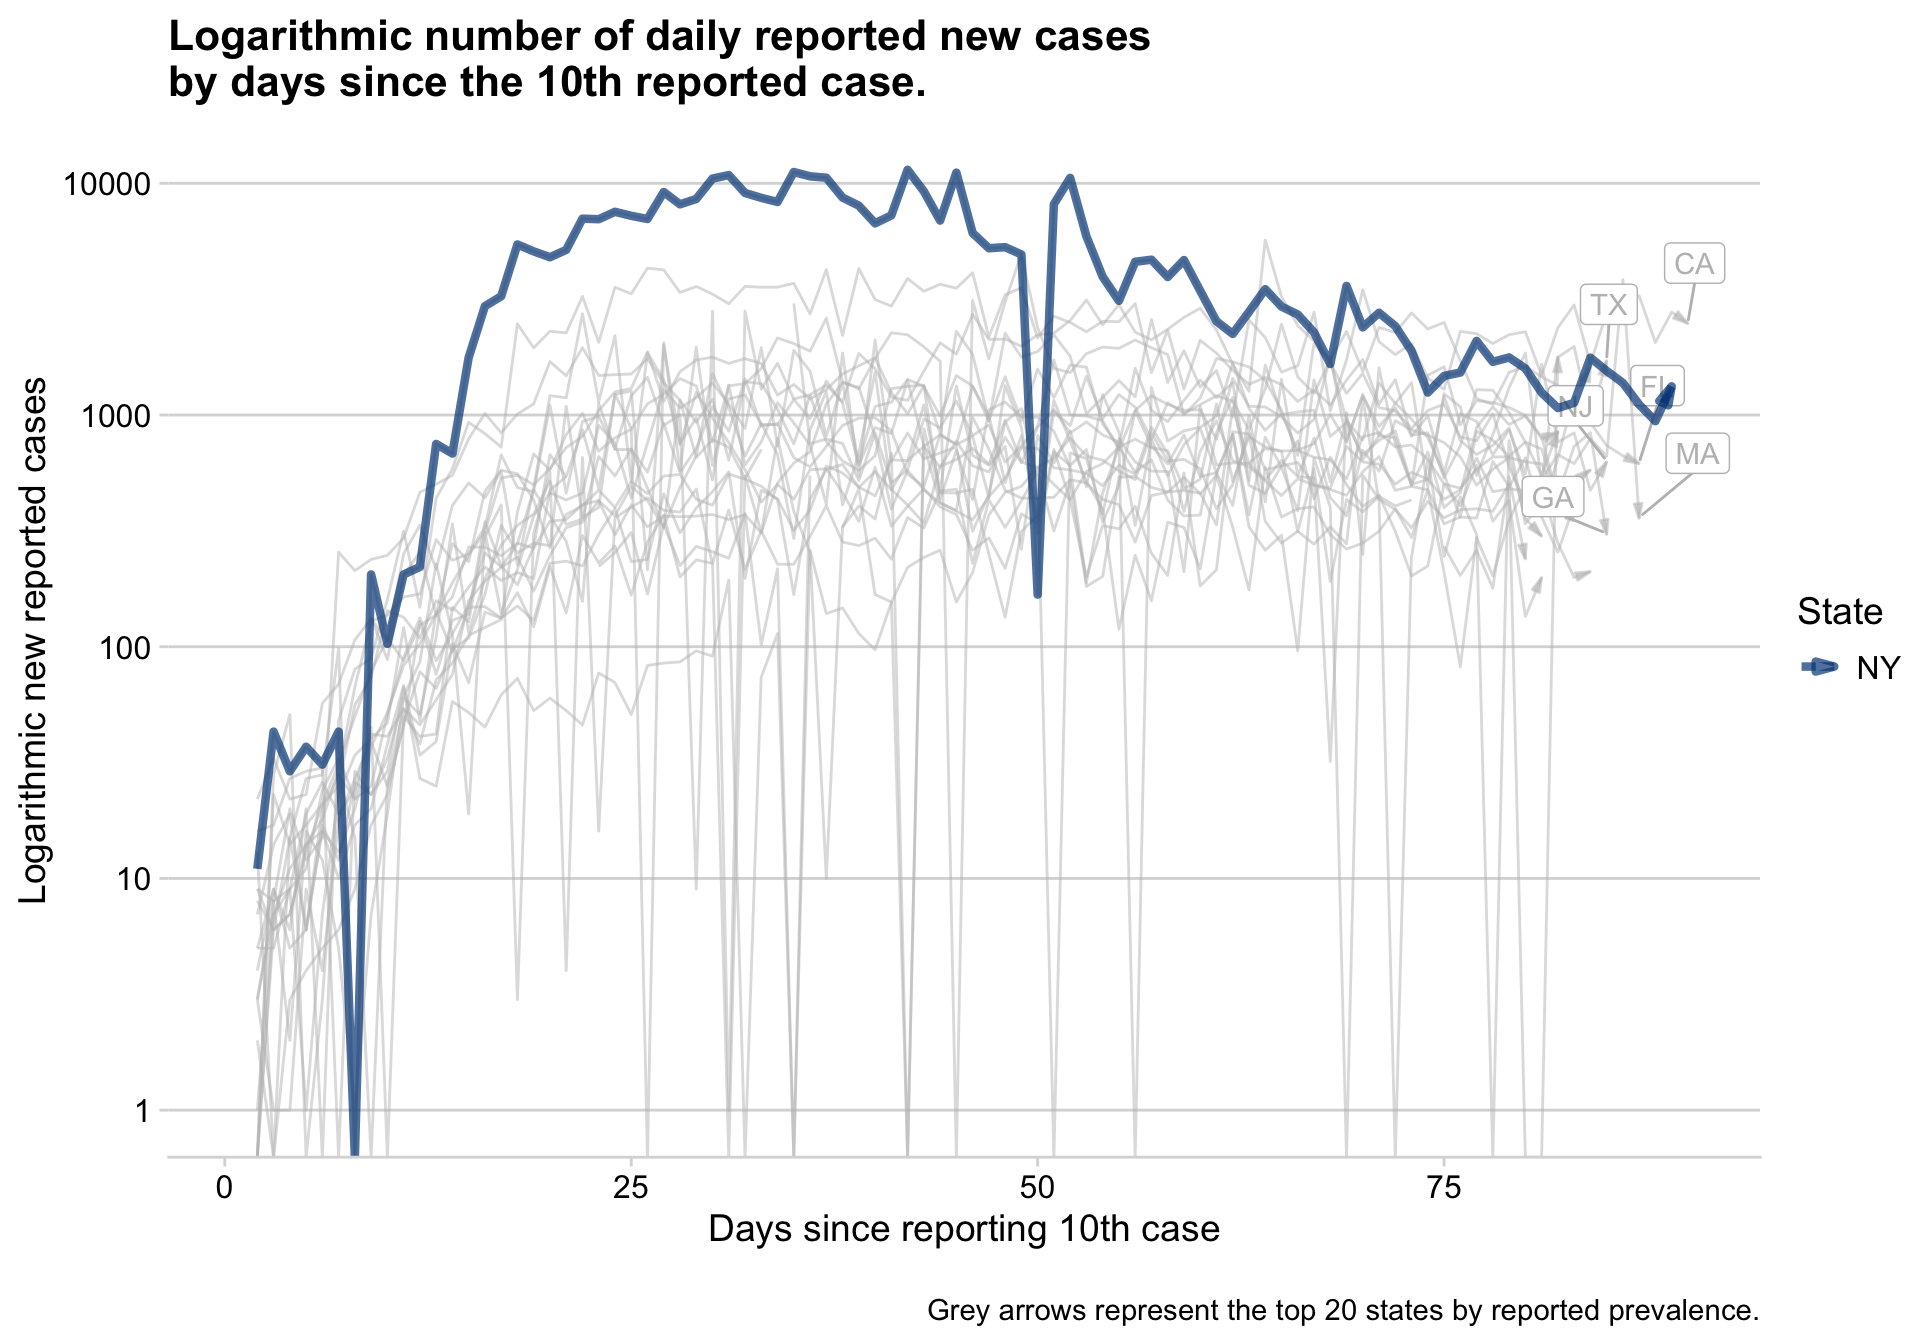 Logarithmic number of daily reported new cases
by days since the 10th reported case.
Logarithmic new reported cases
10000
1000
100
10
1
CA
TX
FL
NJ
MA
GA
State
NY
0
25
50
75
Days since reporting 10th case
Grey arrows represent the top 20 states by reported prevalence.